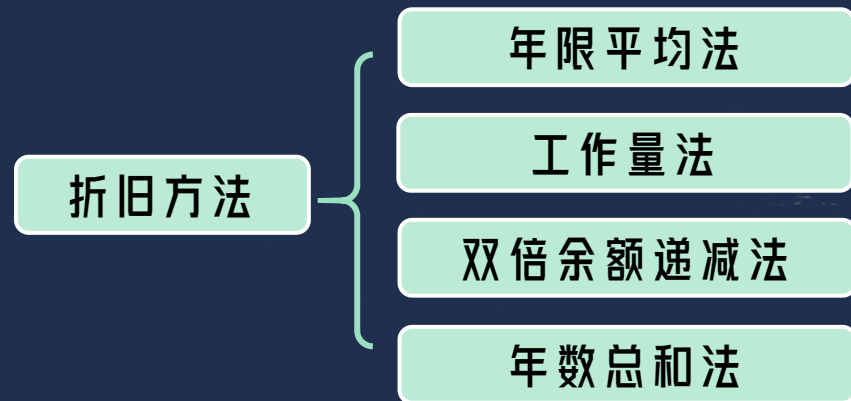 折旧方法
年限平均法
工作量法
双倍余额递减法
年数总和法